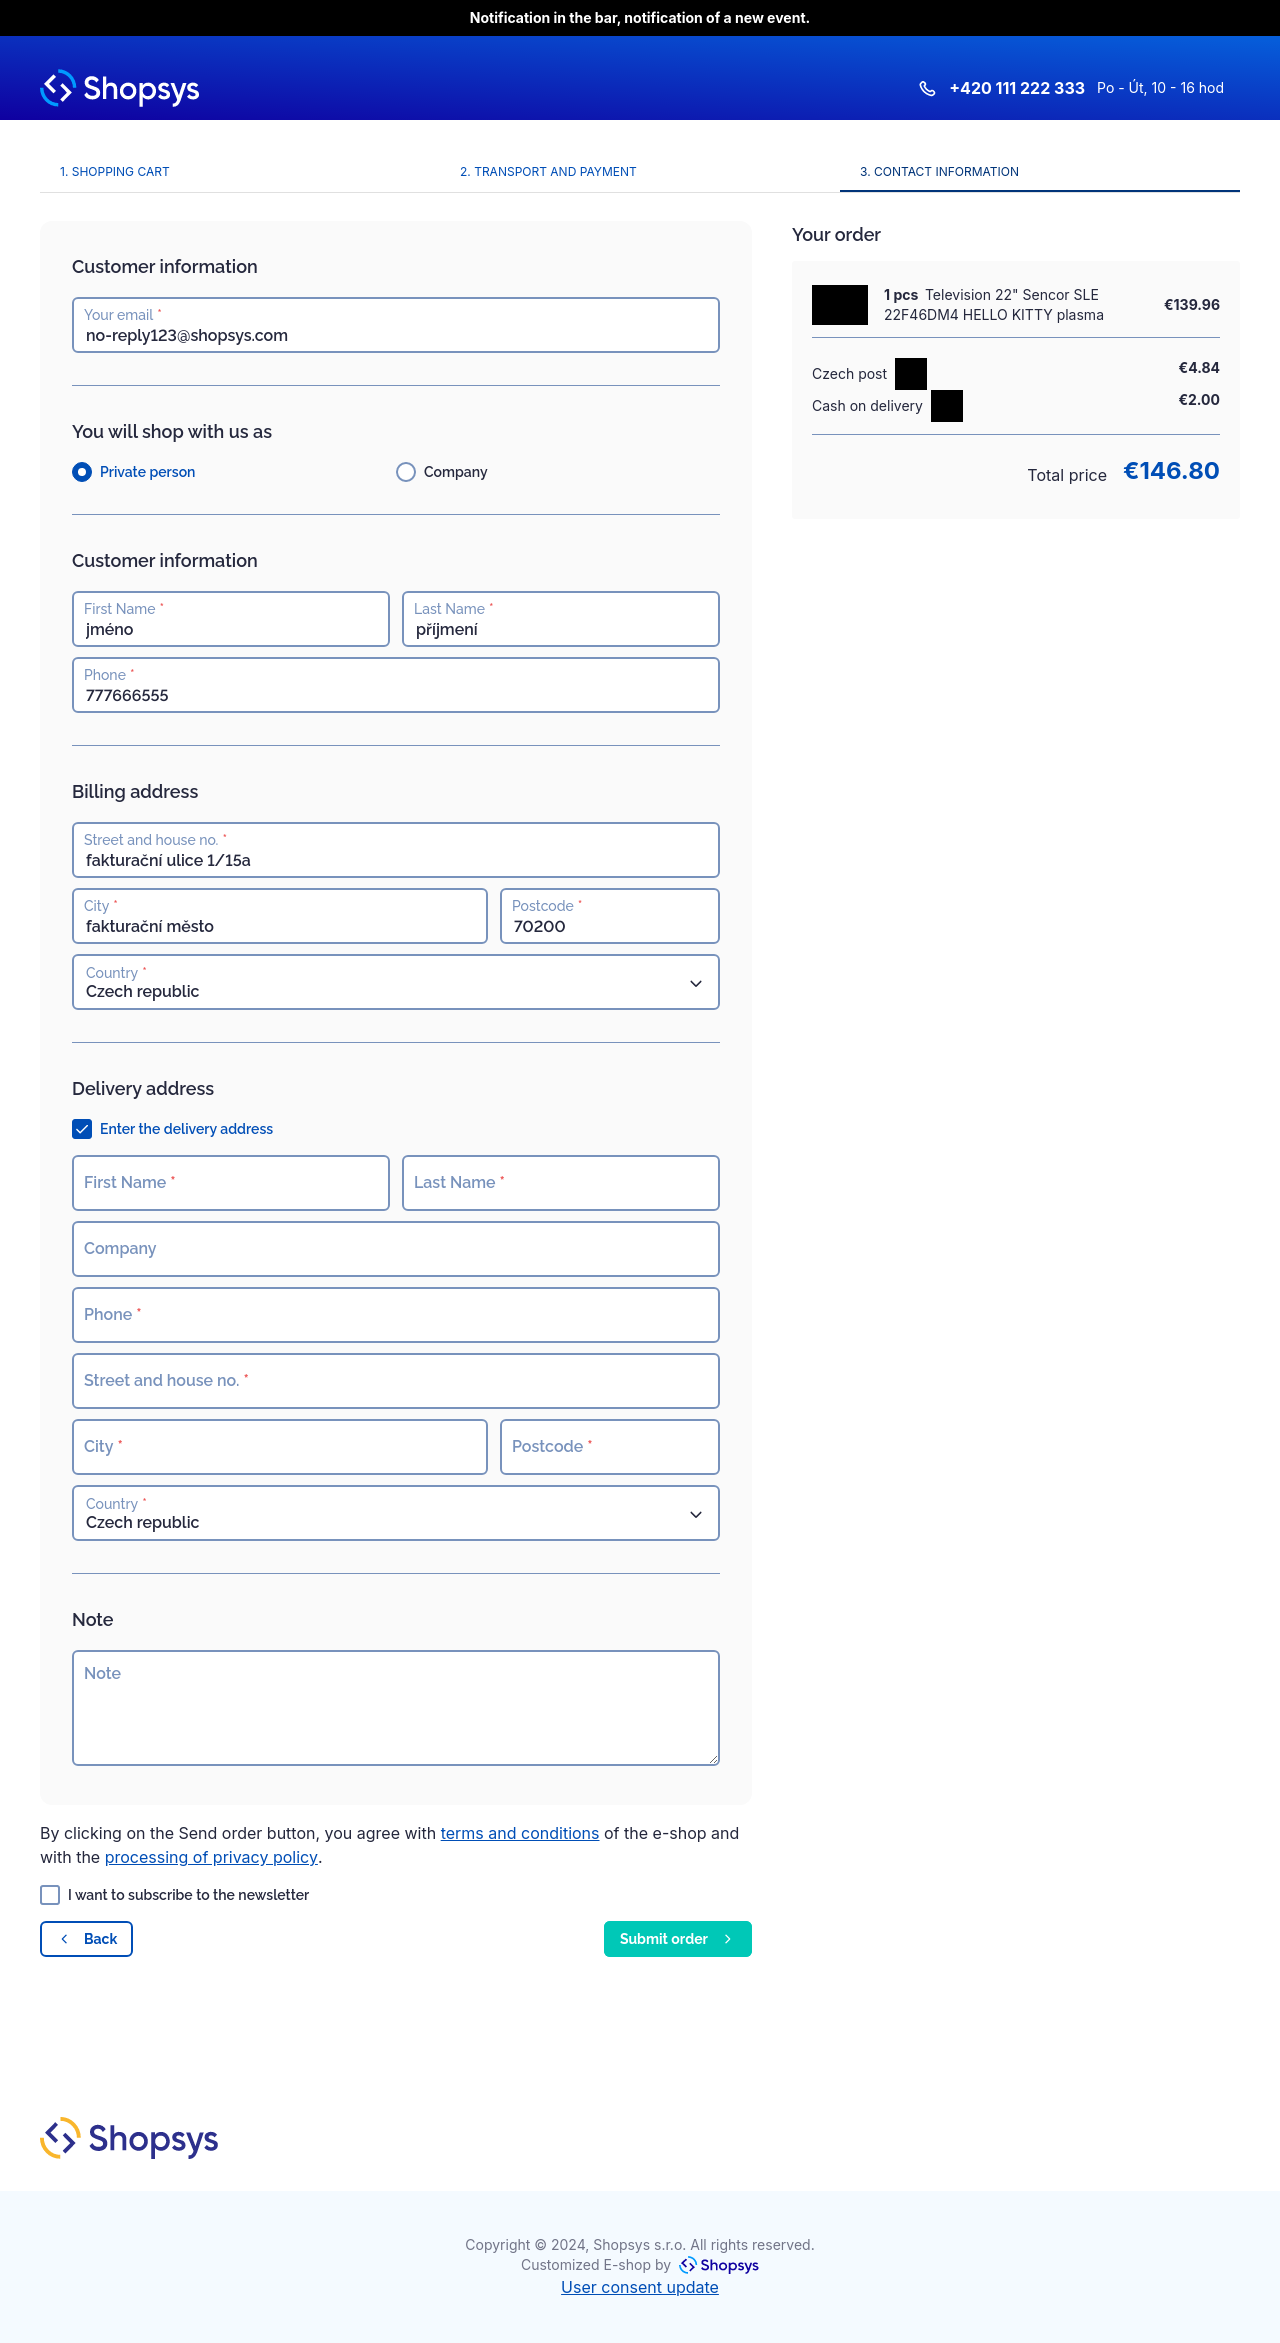 Notification in the bar, notification of a new event.
Shopsys
+420 111 222 333 Po - Út, 10 - 16 hod
1. SHOPPING CART
2. TRANSPORT AND PAYMENT
3. CONTACT INFORMATION
Customer information
Your email *
no-reply123@shopsys.com
You will shop with us as
Private person
Company
Customer information
First Name *
jméno
Last Name *
příjmení
Phone *
777666555
Billing address
Street and house no. *
fakturační ulice 1/15a
City *
fakturační město
Postcode *
70200
Country *
Czech republic
Delivery address
Enter the delivery address
First Name *
Last Name *
Company
Phone *
Street and house no. *
City *
Postcode *
Country *
Czech republic
Note
Note
By clicking on the Send order button, you agree with terms and conditions of the e-shop and
with the processing of privacy policy.
I want to subscribe to the newsletter
Back
Submit order
Your order
1 pcs Television 22" Sencor SLE
22F46DM4 HELLO KITTY plasma
€139.96
Czech post
€4.84
Cash on delivery
€2.00
Total price €146.80
Shopsys
Copyright © 2024, Shopsys s.r.o. All rights reserved.
Customized E-shop by Shopsys
User consent update